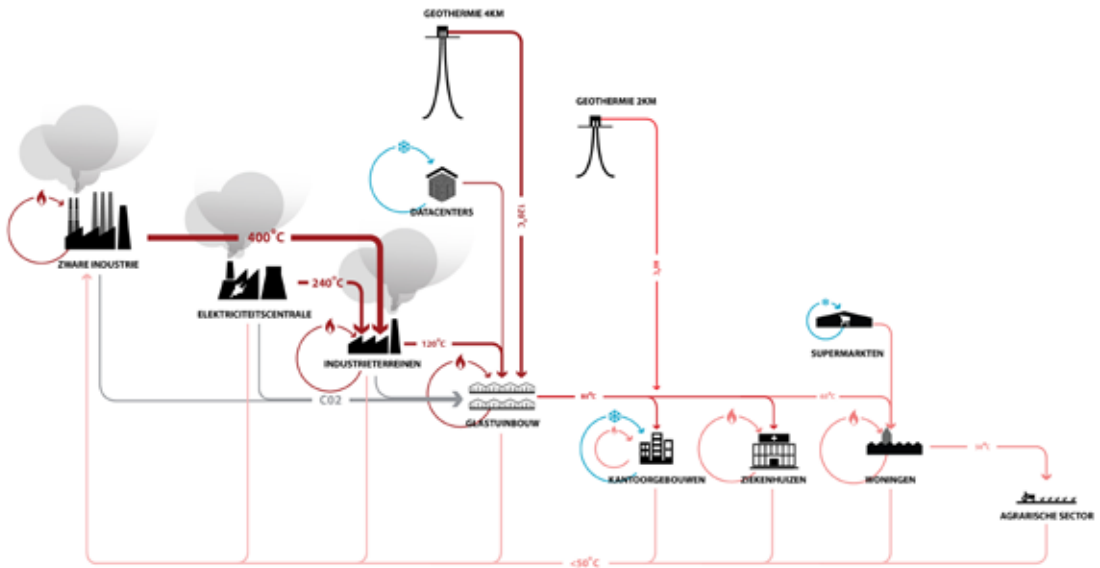 GEOTHERMIE 4KM
GEOTHERMIE 2KM
DATACENTERS
120°C
400°C
ZWARE INDUSTRIE
240°C
ELEKTRICITEITSCENTRALE
120°C
INDUSTRIETERREINEN
SUPERMARKTEN
C02
GLASTUINBOUW
KANTOORGEBOUWEN
ZIEKENHUIZEN
WONINGEN
AGRARISCHE SECTOR
<50°C